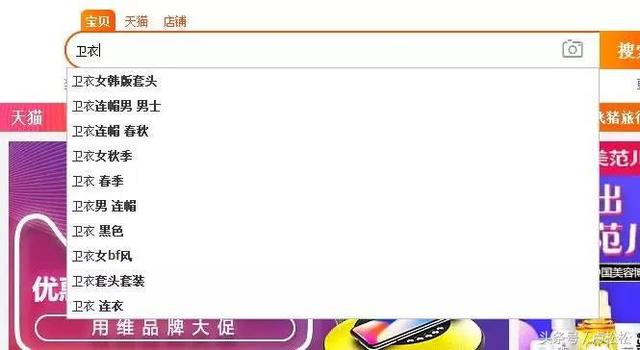 宝贝 天猫 店铺
卫衣
搜索
卫衣女韩版套头
卫衣连帽男 男士
天猫
飞猪旅行
卫衣连帽 春秋
卫衣女秋季
美范儿
卫衣 春季
出
卫衣男 连帽
卫衣 黑色
范儿
卫衣女bf风
中国美容博
卫衣套头套装
优惠
卫衣 连衣
用维品牌大促
头条号